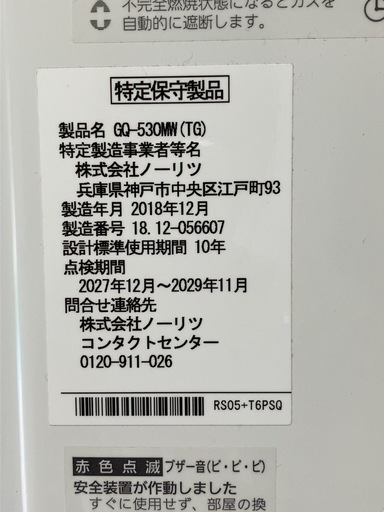 不完全燃焼状態になるとガスを
自動的に遮断します。
特定保守製品
製品名 GQ-530MW(TG)
特定製造事業者等名
株式会社ノーリツ
兵庫県神戸市中央区江戸町93
製造年月 2018年12月
製造番号 18.12-056607
設計標準使用期間 10年
点検期間
2027年12月～2029年11月
問合せ連絡先
株式会社ノーリツ
コンタクトセンター
0120-911-026
RS05+T6PSQ
赤色点滅 ブザー音(ピ・ピ・ピ)
安全装置が作動しました
すぐに使用せず、部屋の換